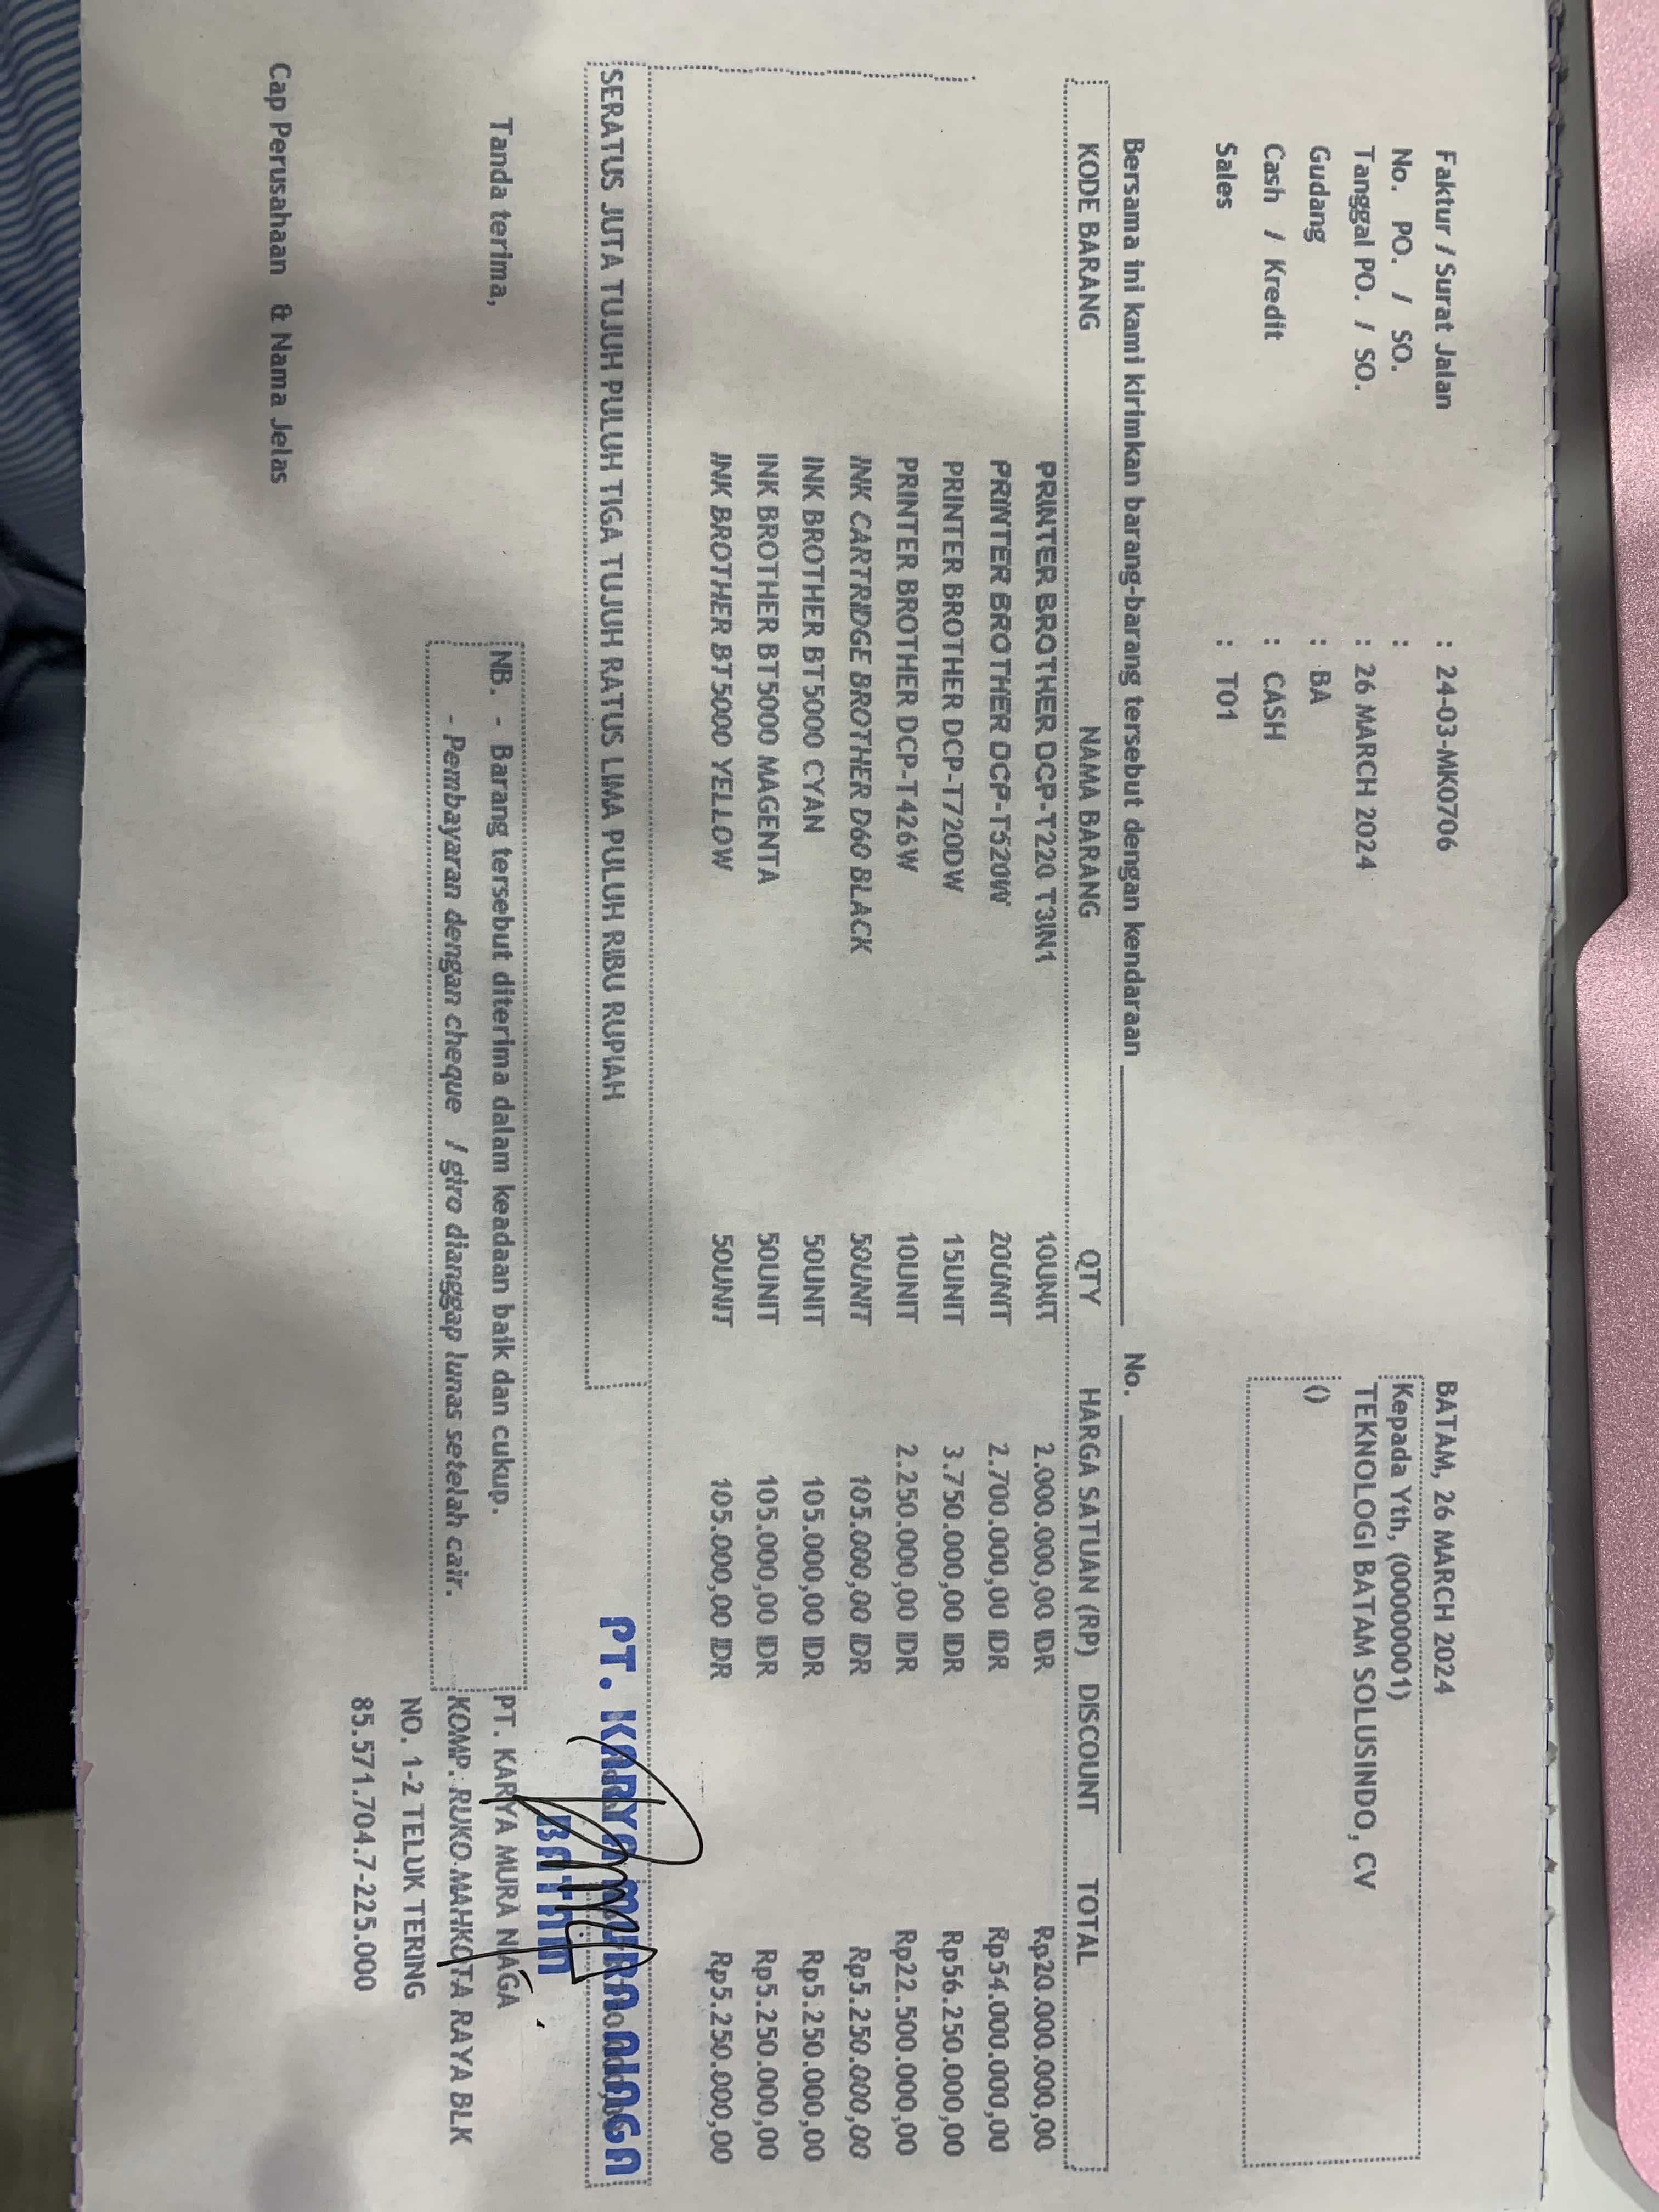 BATAM, 26 MARCH 2024
Faktur / Surat Jalan : 24-03-MK0706
Kepada Yth, (00000001)
No. PO. / SO. :
TEKNOLOGI BATAM SOLUSINDO, CV
Tanggal PO. / SO. : 26 MARCH 2024
()
Gudang : BA
Cash / Kredit : CASH
Sales : T01
Bersama ini kami kirimkan barang-barang tersebut dengan kendaraan ____________ No. ____________
KODE BARANG NAMA BARANG QTY HARGA SATUAN (RP) DISCOUNT TOTAL
PRINTER BROTHER DCP-T220 T3IN1 10UNIT 2.000.000,00 IDR Rp20.000.000,00
PRINTER BROTHER DCP-T520W 20UNIT 2.700.000,00 IDR Rp54.000.000,00
PRINTER BROTHER DCP-T720DW 15UNIT 3.750.000,00 IDR Rp56.250.000,00
PRINTER BROTHER DCP-T426W 10UNIT 2.250.000,00 IDR Rp22.500.000,00
INK CARTRIDGE BROTHER D60 BLACK 50UNIT 105.000,00 IDR Rp5.250.000,00
INK BROTHER BT5000 CYAN 50UNIT 105.000,00 IDR Rp5.250.000,00
INK BROTHER BT5000 MAGENTA 50UNIT 105.000,00 IDR Rp5.250.000,00
INK BROTHER BT5000 YELLOW 50UNIT 105.000,00 IDR Rp5.250.000,00
SERATUS JUTA TUJUH PULUH TIGA TUJUH RATUS LIMA PULUH RIBU RUPIAH
PT. KARYA MURA NIAGA
BATAM
Tanda terima,
NB. - Barang tersebut diterima dalam keadaan baik dan cukup.
- Pembayaran dengan cheque / giro dianggap lunas setelah cair.
PT. KARYA MURA NIAGA
KOMP. RUKO MAHKOTA RAYA BLK
NO. 1-2 TELUK TERING
85.571.704.7-225.000
Cap Perusahaan & Nama Jelas